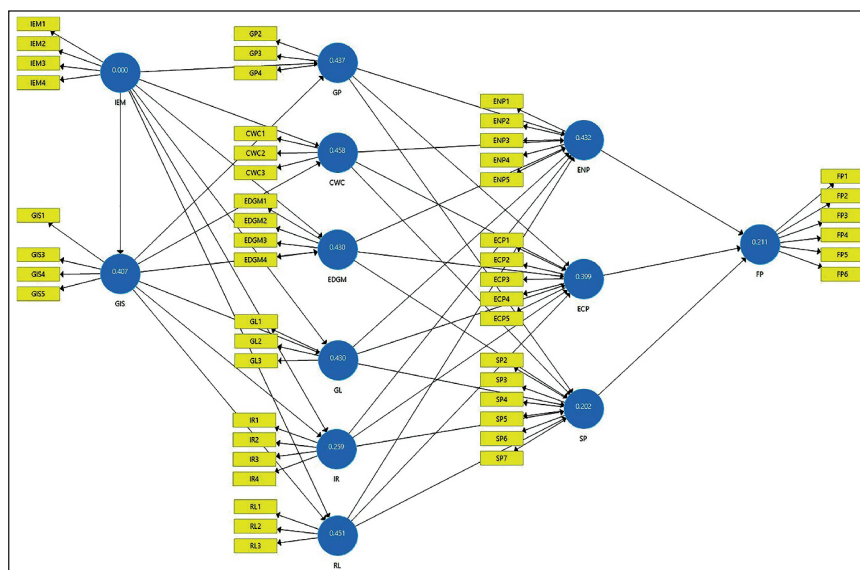 IEM1
IEM2
IEM3
IEM4
0.000
IEM
GIS1
GIS3
GIS4
GIS5
0.407
GIS
GP2
GP3
GP4
0.437
GP
CWC1
CWC2
CWC3
0.458
CWC
EDGM1
EDGM2
EDGM3
EDGM4
0.430
EDGM
GL1
GL2
GL3
0.430
GL
IR1
IR2
IR3
IR4
0.259
IR
RL1
RL2
RL3
0.451
RL
ENP1
ENP2
ENP3
ENP4
ENP5
0.432
ENP
ECP1
ECP2
ECP3
ECP4
ECP5
0.399
ECP
SP2
SP3
SP4
SP5
SP6
SP7
0.202
SP
0.211
FP
FP1
FP2
FP3
FP4
FP5
FP6